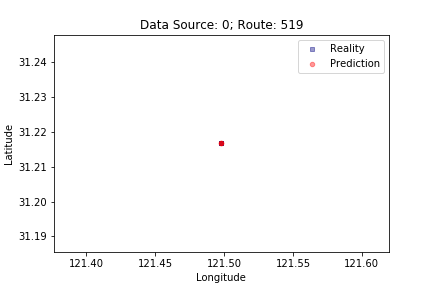 Data Source: 0; Route: 519
Reality
Prediction
31.24
31.23
31.22
31.21
31.20
31.19
Latitude
121.40 121.45 121.50 121.55 121.60
Longitude